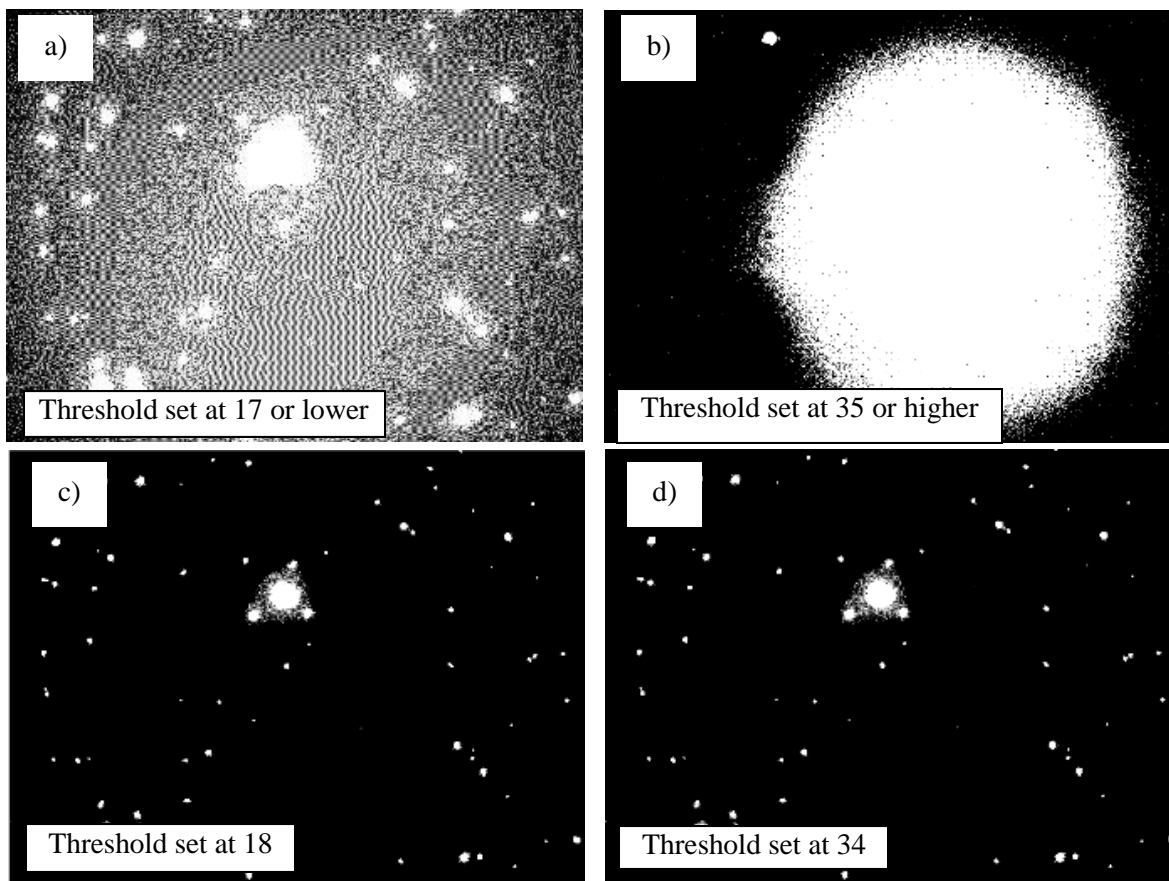 a)
b)
Threshold set at 17 or lower
Threshold set at 35 or higher
c)
d)
Threshold set at 18
Threshold set at 34